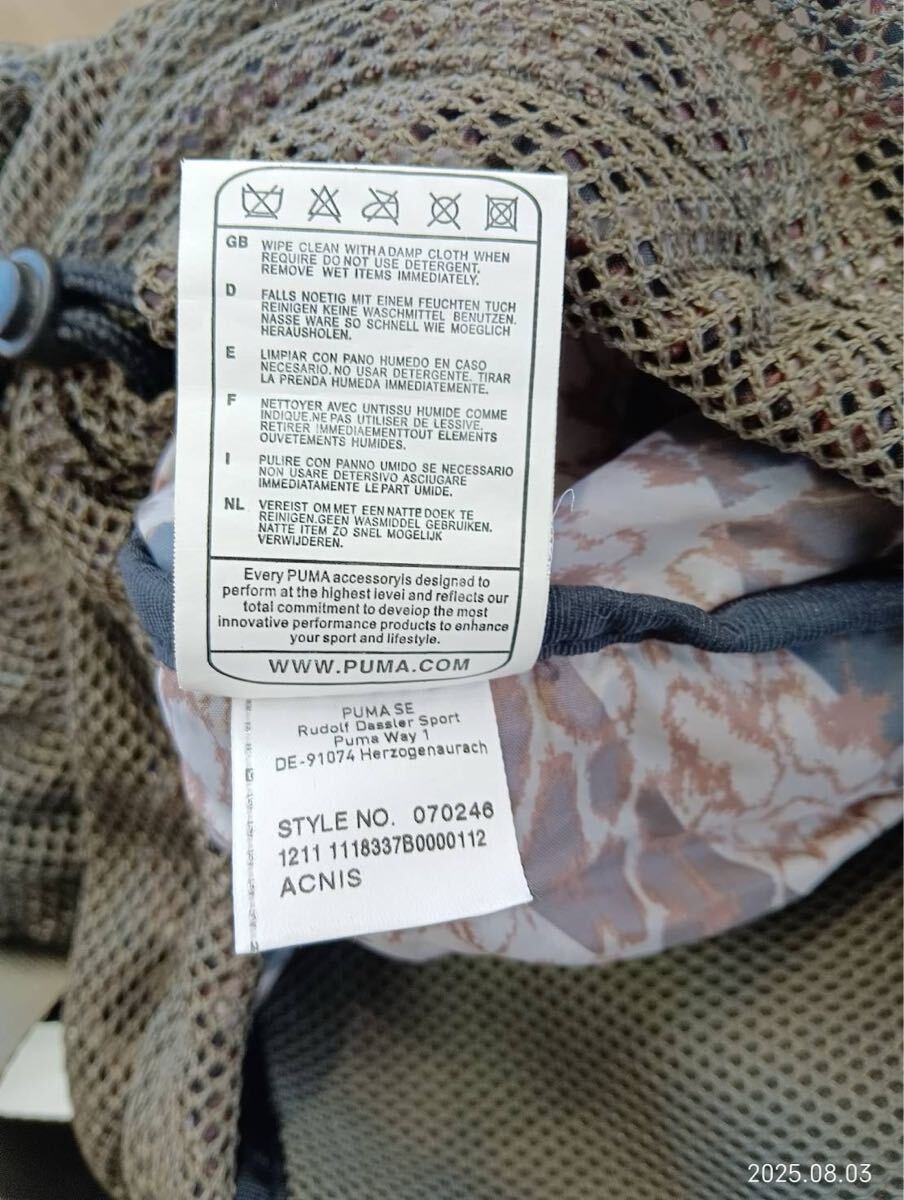 GB WIPE CLEAN WITH A DAMP CLOTH WHEN
REQUIRE DO NOT USE DETERGENT.
REMOVE WET ITEMS IMMEDIATELY.
D FALLS NOETIG MIT EINEM FEUCHTEN TUCH
REINIGEN KEINE WASCHMITTEL BENUTZEN.
NASSE WARE SO SCHNELL WIE MOEGLICH
HERAUSHOLEN.
E LIMPIAR CON PANO HUMEDO EN CASO
NECESARIO. NO USAR DETERGENTE. TIRAR
LA PRENDA HUMEDA IMMEDIATEMENTE.
F NETTOYER AVEC UNTISSU HUMIDE COMME
INDIQUE.NE PAS UTILISER DE LESSIVE.
RETIRER IMMEDIAEMENTTOUT ELEMENTS
OUVETEMENTS HUMIDES.
I PULIRE CON PANNO UMIDO SE NECESSARIO
NON USARE DETERSIVO ASCIUGARE
IMMEDIATAMENTE LE PART UMIDE.
NL VEREIST OM MET EEN NATTE DOEK TE
REINIGEN.GEEN WASMIDDEL GEBRUIKEN.
NATTE ITEM ZO SNEL MOGELIJK
VERWIJDEREN.
Every PUMA accessoryis designed to
perform at the highest level and reflects our
total commitment to develop the most
innovative performance products to enhance
your sport and lifestyle.
WWW.PUMA.COM
PUMA SE
Rudolf Dassler Sport
Puma Way 1
DE-91074 Herzogenaurach
STYLE NO. 070246
1211 1118337B0000112
ACNIS
2025.08.03